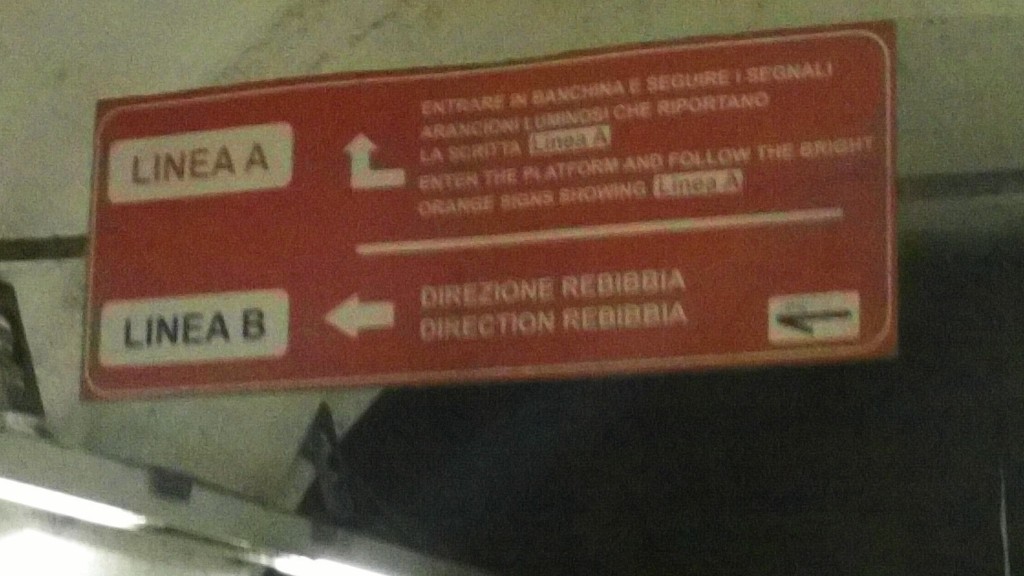 LINEA A
ENTRARE IN BANCHINA E SEGUIRE I SEGNALI
ARANCIONI LUMINOSI CHE RIPORTANO
LA SCRITTA Linea A
ENTER THE PLATFORM AND FOLLOW THE BRIGHT
ORANGE SIGNS SHOWING Linea A
LINEA B
DIREZIONE REBIBBIA
DIRECTION REBIBBIA